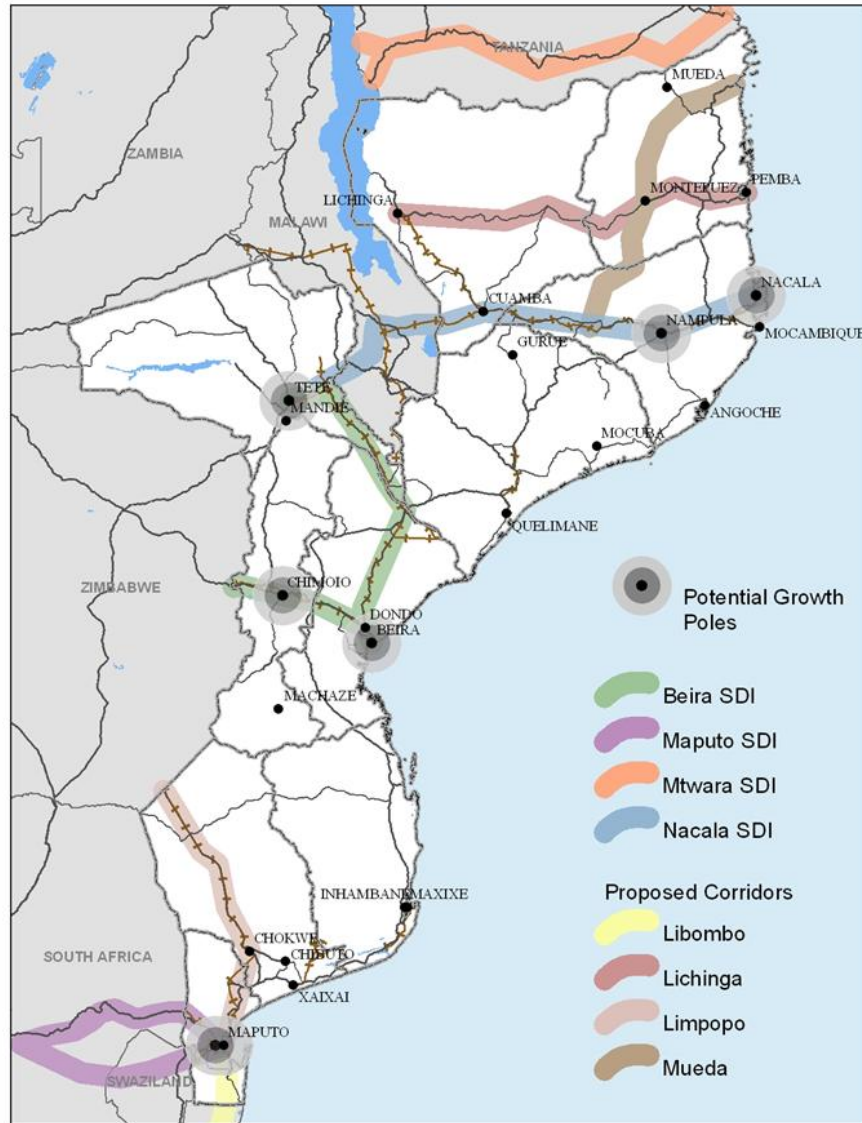 TANZANIA
MUEDA
ZAMBIA
MONTEPUEZ
PEMBA
LICHINGA
MALAWI
NACALA
CUAMBA
NAMPULA
MOCAMBIQUE
GURUE
TETE
MANDIE
ANGOCHE
MOCUBA
QUELIMANE
ZIMBABWE
CHIMOIO
DONDO
BEIRA
MACHAZE
INHAMBANE MAXIXE
CHOKWE
CHIBUTO
SOUTH AFRICA
XAIXAI
MAPUTO
SWAZILAND
Potential Growth
Poles
Beira SDI
Maputo SDI
Mtwara SDI
Nacala SDI
Proposed Corridors
Libombo
Lichinga
Limpopo
Mueda